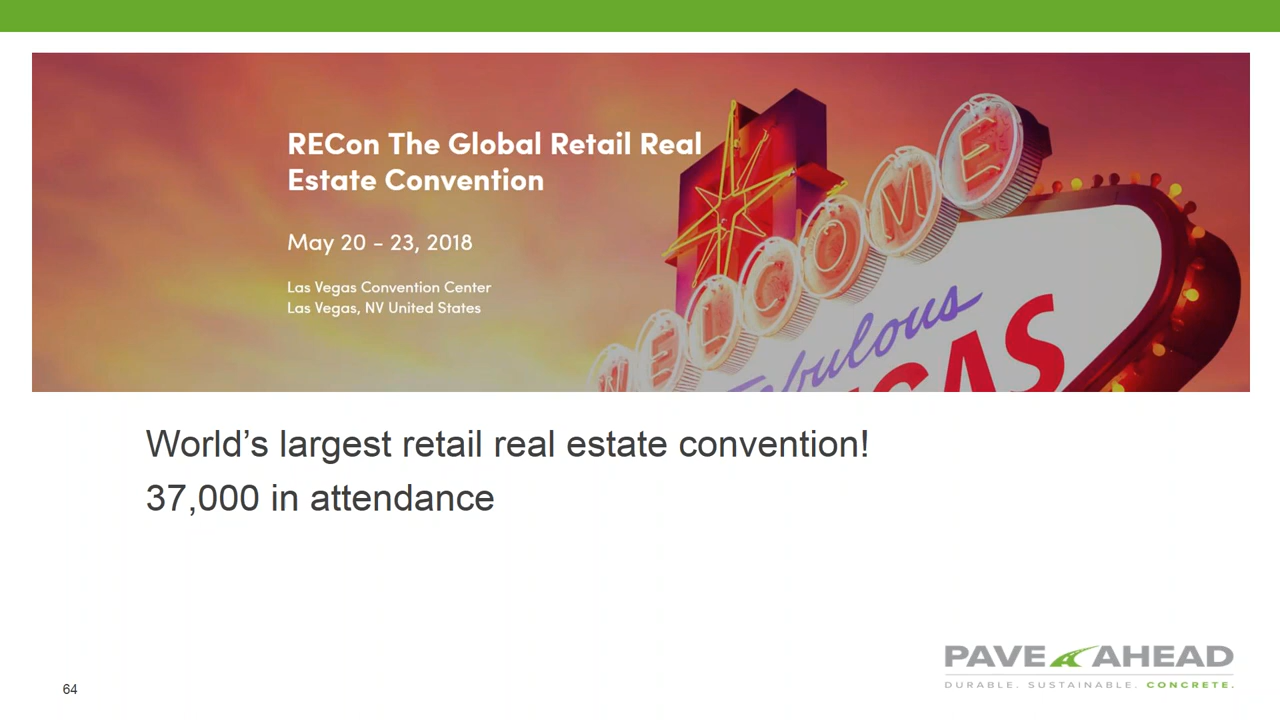 RECon The Global Retail Real
Estate Convention
May 20 - 23, 2018
Las Vegas Convention Center
Las Vegas, NV United States
WELCOME
Fabulous
VEGAS
World's largest retail real estate convention!
37,000 in attendance
PAVE AHEAD
DURABLE. SUSTAINABLE. CONCRETE.
64